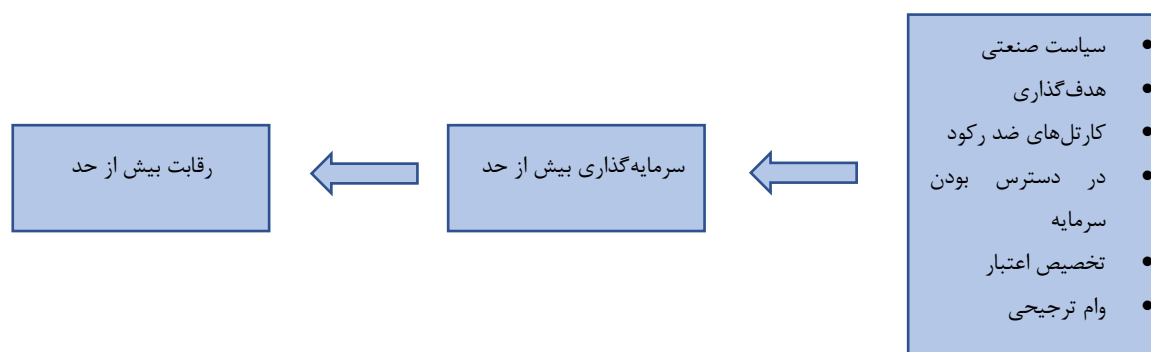 • سیاست صنعتی
• هدف‌گذاری
• کارتل‌های ضد رکود
• در دسترس بودن
سرمایه
• تخصیص اعتبار
• وام ترجیحی
سرمایه‌گذاری بیش از حد
رقابت بیش از حد